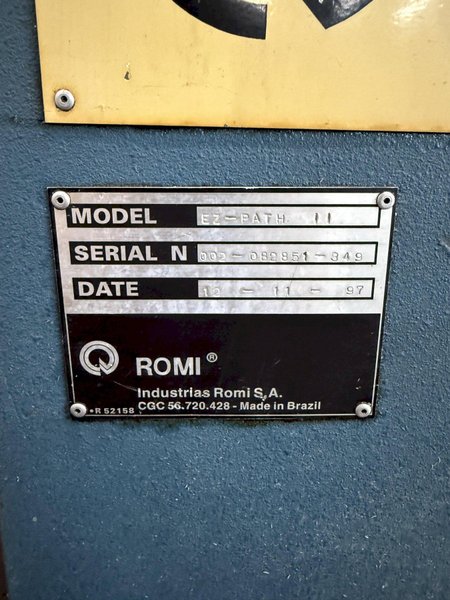 MODEL EZ-PATH II
SERIAL N 002-082851-349
DATE 12 - 11 - 97
ROMI ®
Industrias Romi S.A.
CGC 56.720.428 - Made in Brazil
•R 52158